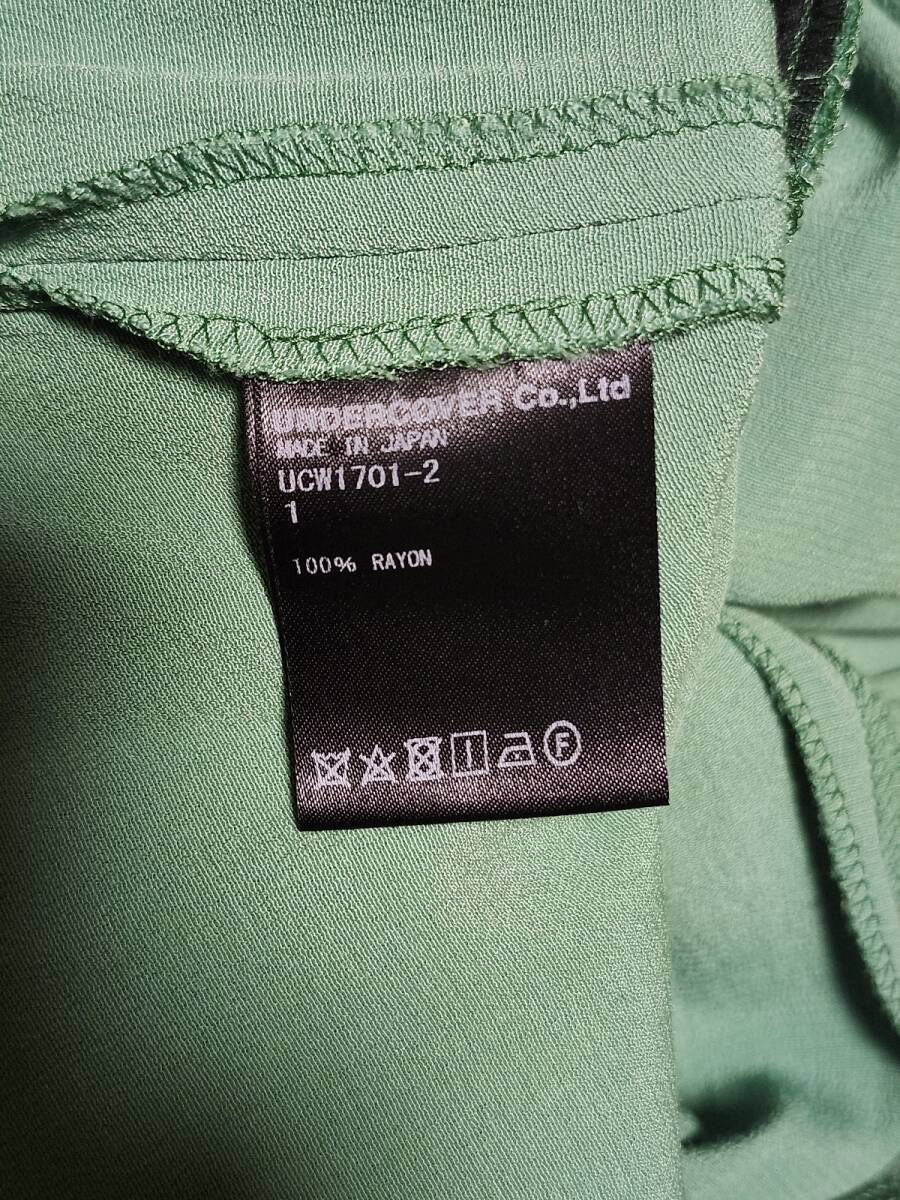 UNDERCOVER Co.,Ltd
MADE IN JAPAN
UCW1701-2
1
100% RAYON
F